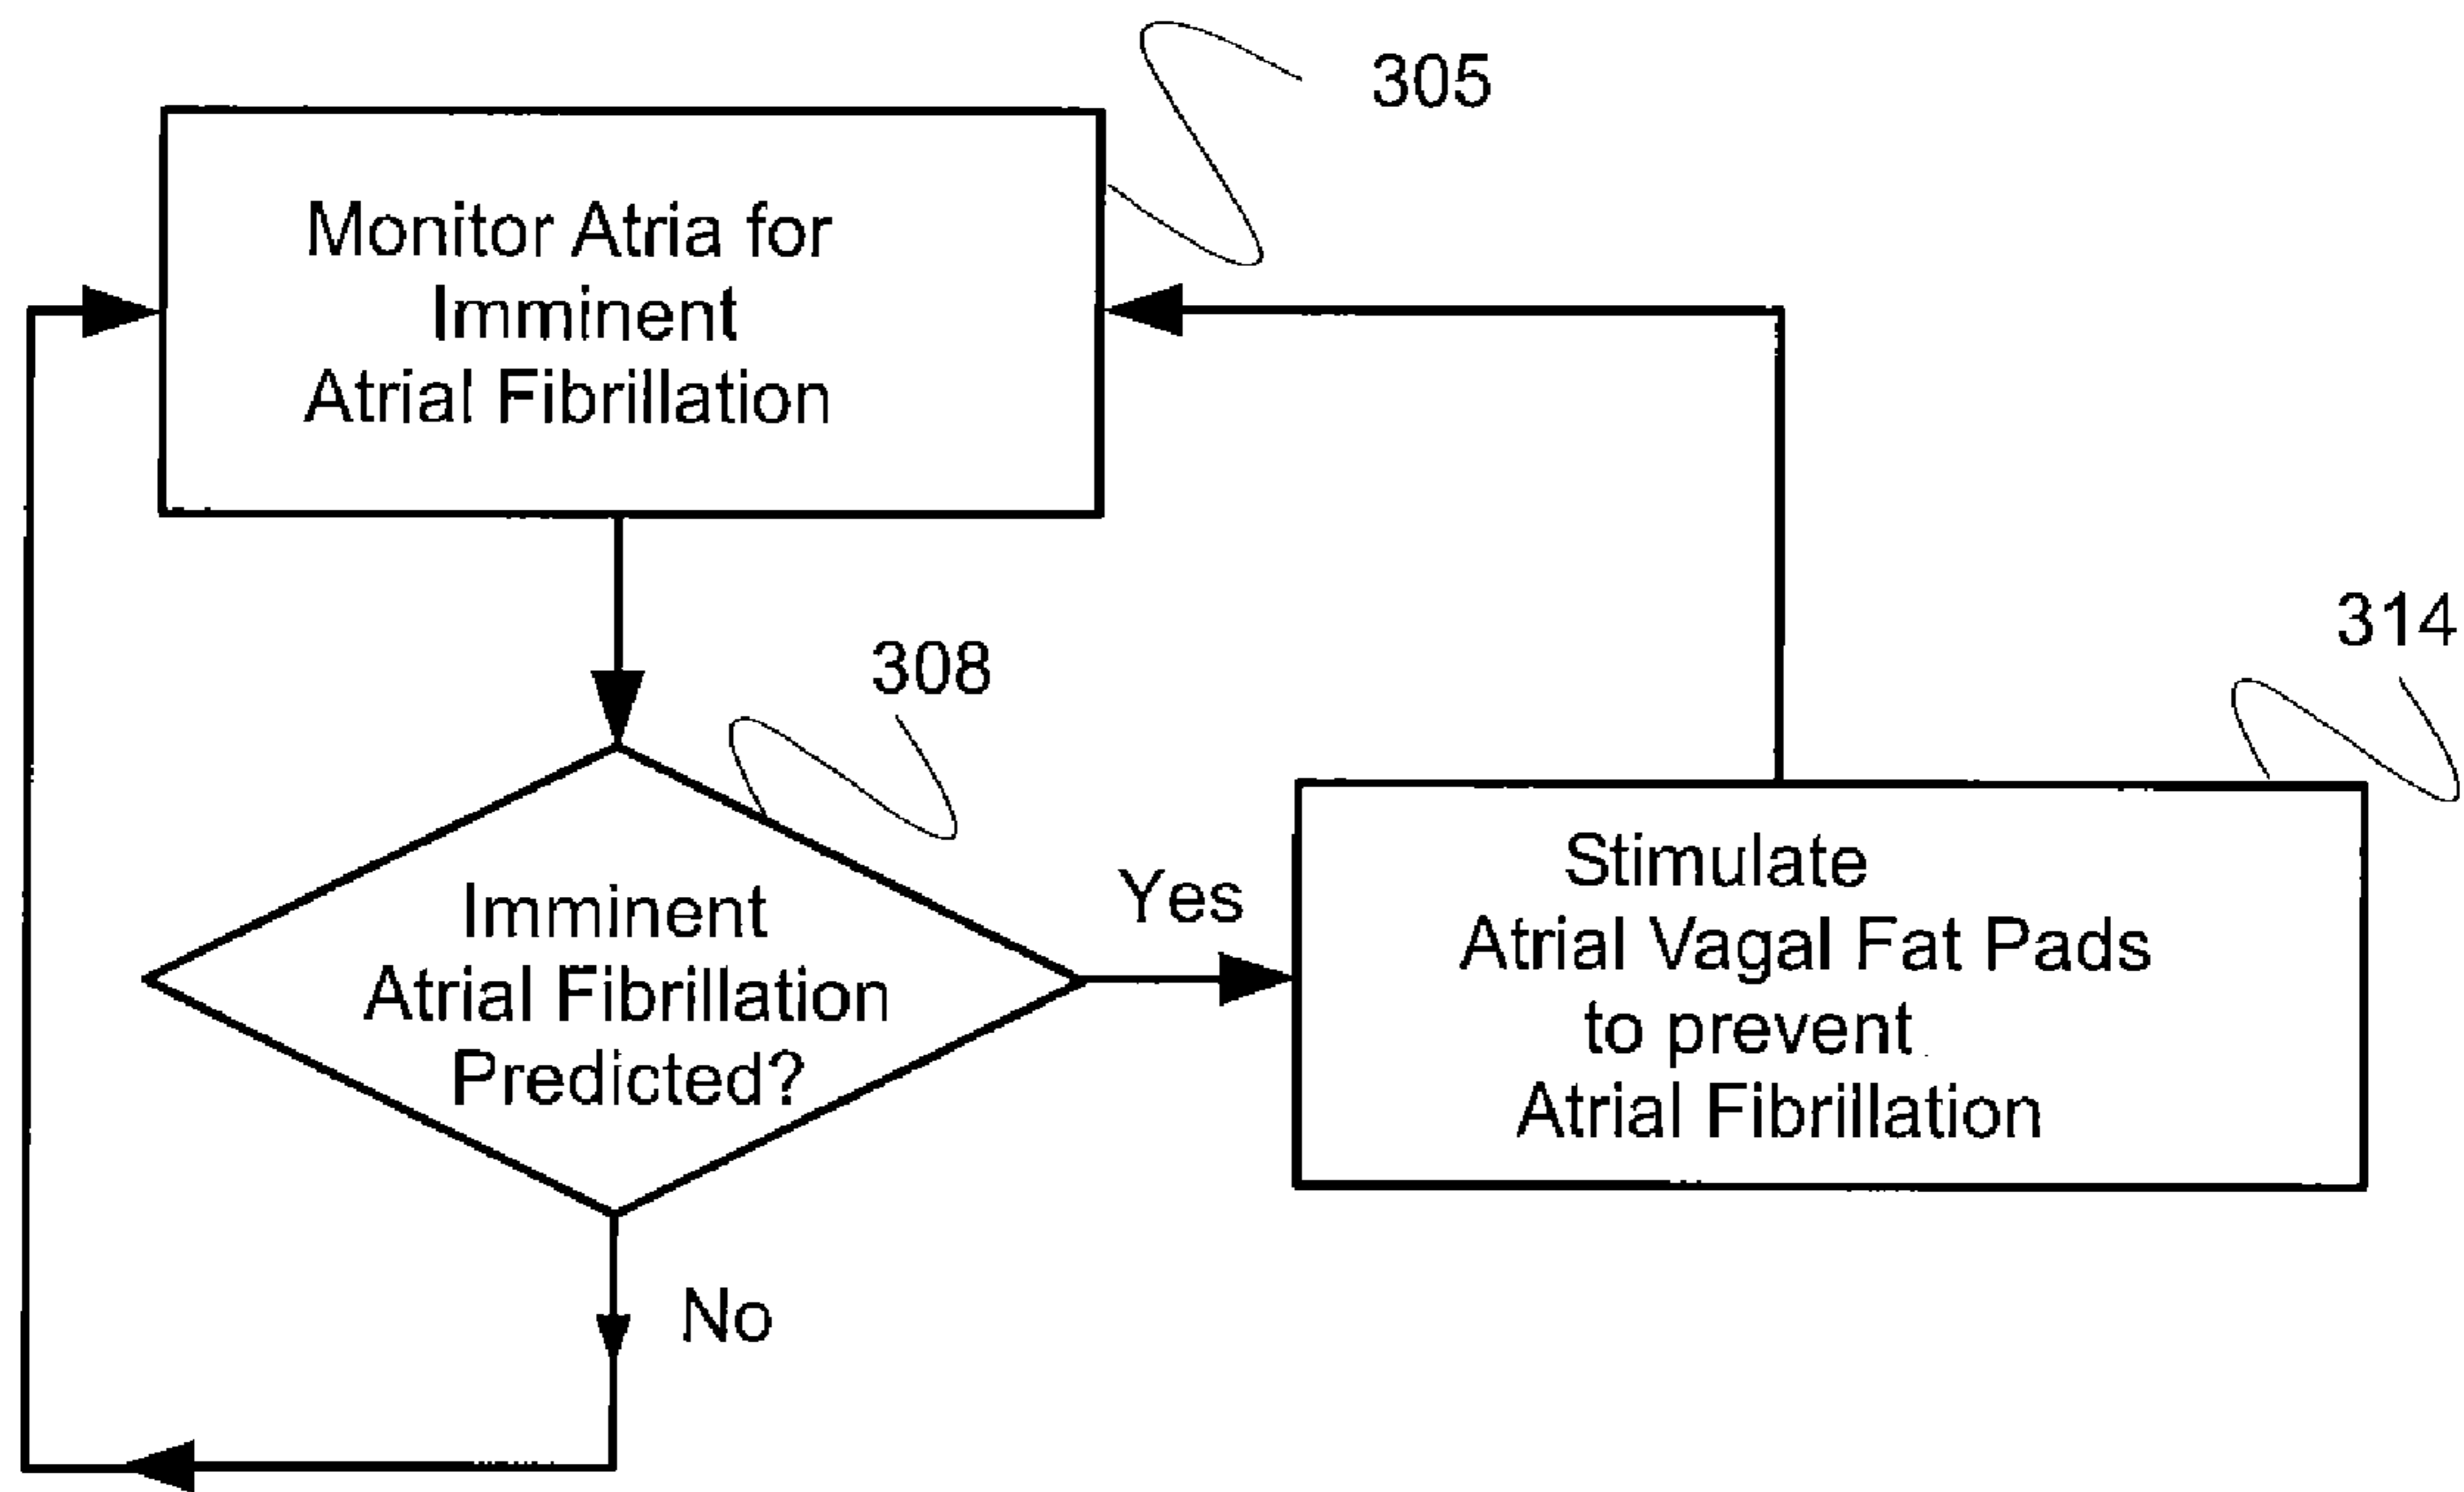 305
Monitor Atria for
Imminent
Atrial Fibrillation
308
314
Imminent
Atrial Fibrillation
Predicted?
Yes
Stimulate
Atrial Vagal Fat Pads
to prevent
Atrial Fibrillation
No